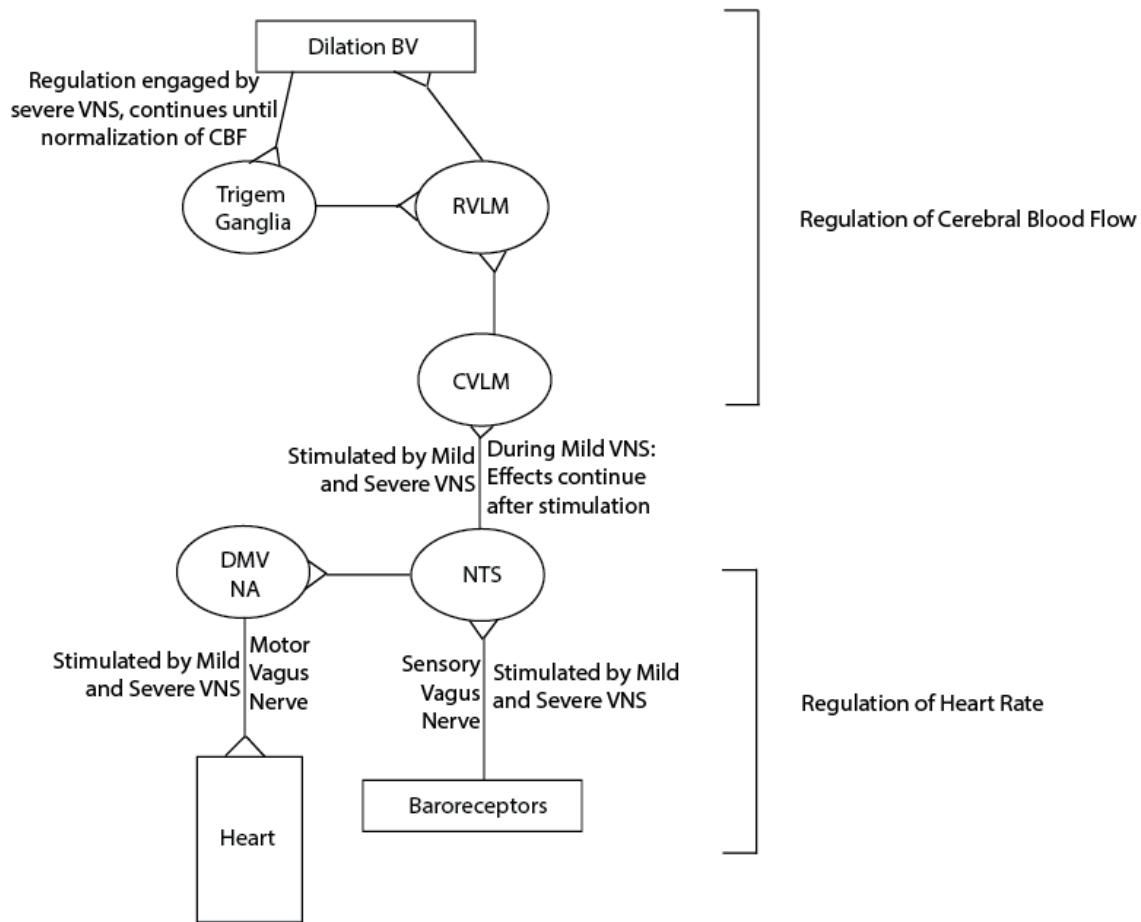 Dilation BV
Regulation engaged by
severe VNS, continues until
normalization of CBF
Trigem
Ganglia
RVLM
Regulation of Cerebral Blood Flow
CVLM
Stimulated by Mild
and Severe VNS
During Mild VNS:
Effects continue
after stimulation
DMV
NA
NTS
Stimulated by Mild
and Severe VNS
Motor
Vagus
Nerve
Sensory
Vagus
Nerve
Stimulated by Mild
and Severe VNS
Regulation of Heart Rate
Baroreceptors
Heart